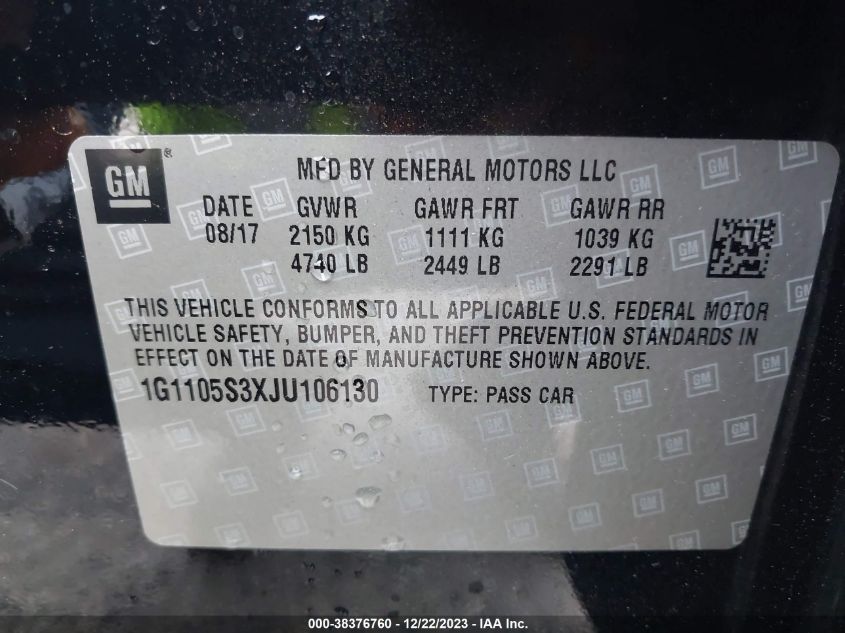 GM ®
MFD BY GENERAL MOTORS LLC
DATE GVWR GAWR FRT GAWR RR
08/17 2150 KG 1111 KG 1039 KG
4740 LB 2449 LB 2291 LB
THIS VEHICLE CONFORMS TO ALL APPLICABLE U.S. FEDERAL MOTOR
VEHICLE SAFETY, BUMPER, AND THEFT PREVENTION STANDARDS IN
EFFECT ON THE DATE OF MANUFACTURE SHOWN ABOVE.
1G1105S3XJU106130 TYPE: PASS CAR
000-38376760 - 12/22/2023 - IAA Inc.